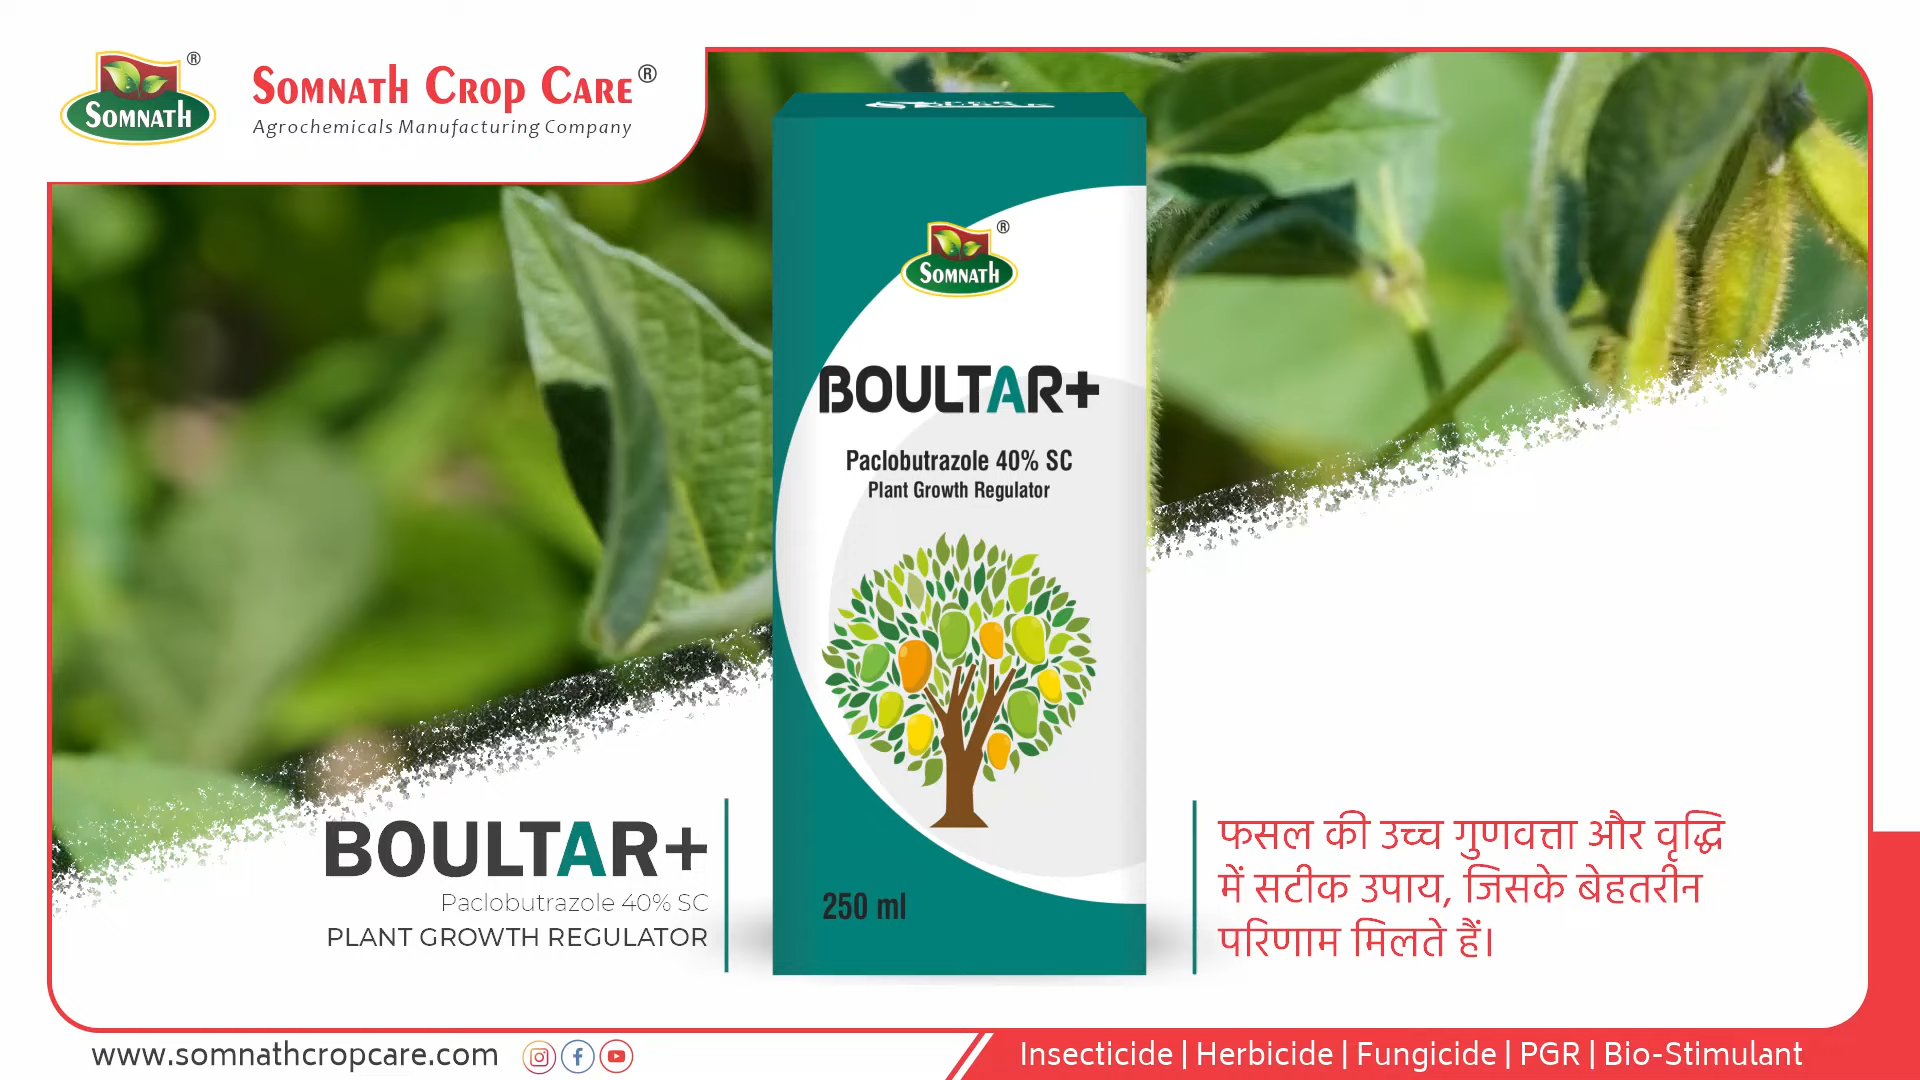 SOMNATH
®
SOMNATH CROP CARE®
Agrochemicals Manufacturing Company
SOMNATH
®
BOULTAR+
Paclobutrazole 40% SC
Plant Growth Regulator
250 ml
BOULTAR+
Paclobutrazole 40% SC
PLANT GROWTH REGULATOR
फसल की उच्च गुणवत्ता और वृद्धि
में सटीक उपाय, जिसके बेहतरीन
परिणाम मिलते हैं।
www.somnathcropcare.com
Insecticide | Herbicide | Fungicide | PGR | Bio-Stimulant